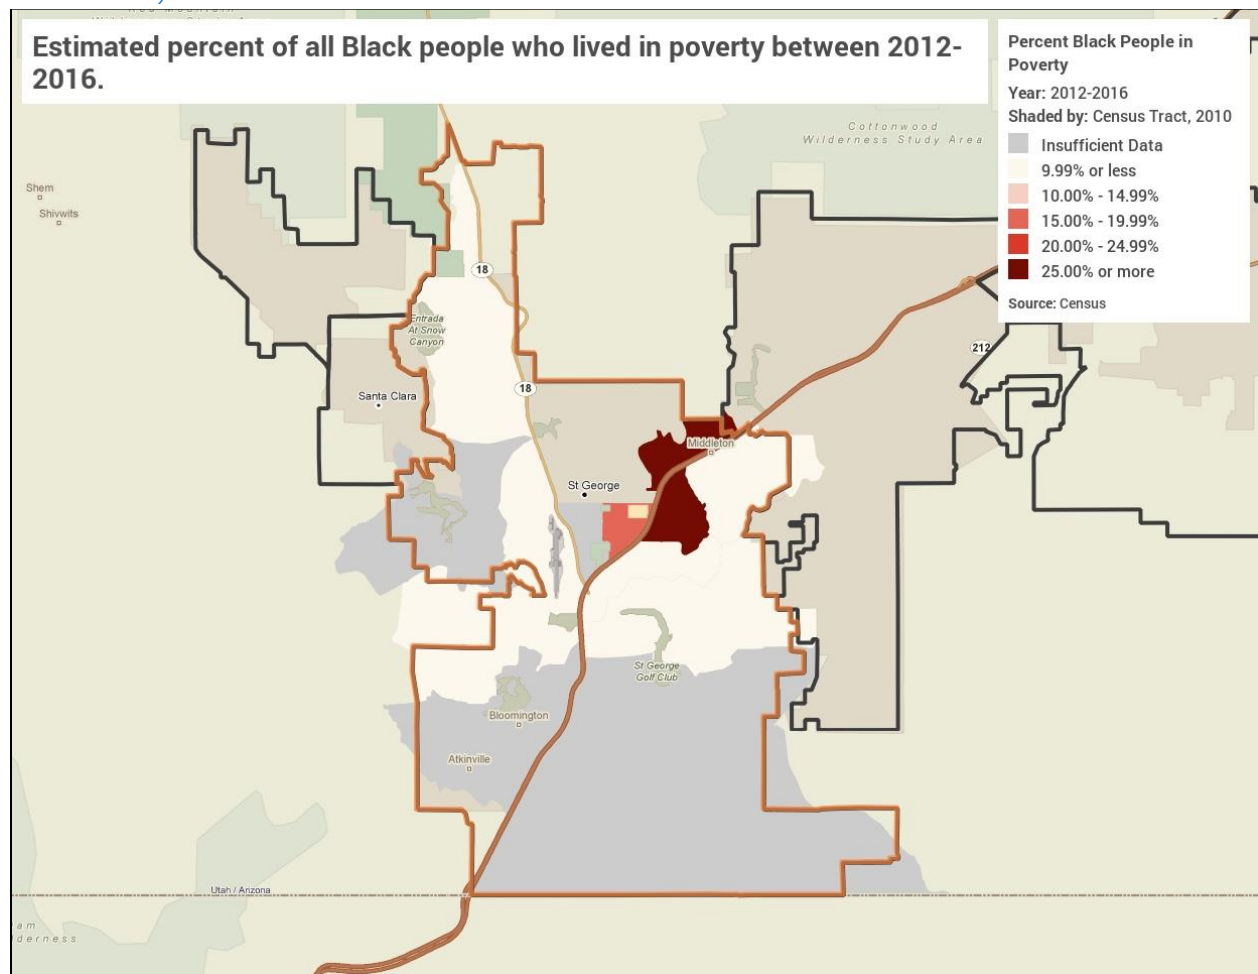 Estimated percent of all Black people who lived in poverty between 2012-
2016.
Percent Black People in
Poverty
Year: 2012-2016
Shaded by: Census Tract, 2010
Insufficient Data
9.99% or less
10.00% - 14.99%
15.00% - 19.99%
20.00% - 24.99%
25.00% or more
Source: Census
Cottonwood
Wilderness Study Area
Shem
Shivwits
18
Entrada
At Snow
Canyon
212
18
Santa Clara
Middleton
St George
St George
Golf Club
Bloomington
Atkinville
Utah / Arizona